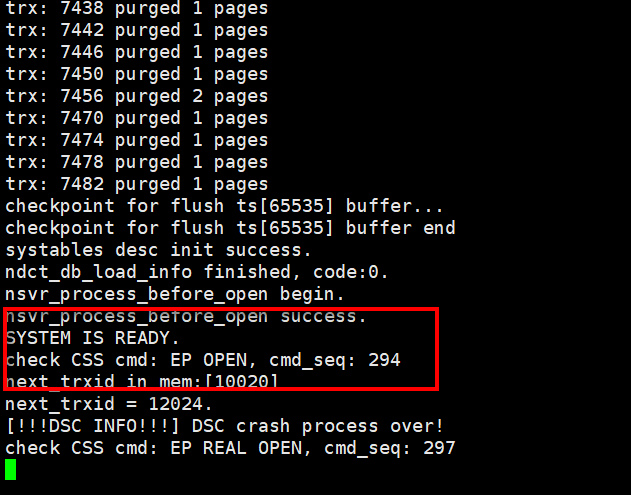 trx: 7438 purged 1 pages
trx: 7442 purged 1 pages
trx: 7446 purged 1 pages
trx: 7450 purged 1 pages
trx: 7456 purged 2 pages
trx: 7470 purged 1 pages
trx: 7474 purged 1 pages
trx: 7478 purged 1 pages
trx: 7482 purged 1 pages
checkpoint for flush ts[65535] buffer...
checkpoint for flush ts[65535] buffer end
systables desc init success.
ndct_db_load_info finished, code:0.
nsvr_process_before_open begin.
nsvr_process_before_open success.
SYSTEM IS READY.
check CSS cmd: EP OPEN, cmd_seq: 294
next_trxid in mem:[10020]
next_trxid = 12024.
[!!!DSC INFO!!!] DSC crash process over!
check CSS cmd: EP REAL OPEN, cmd_seq: 297